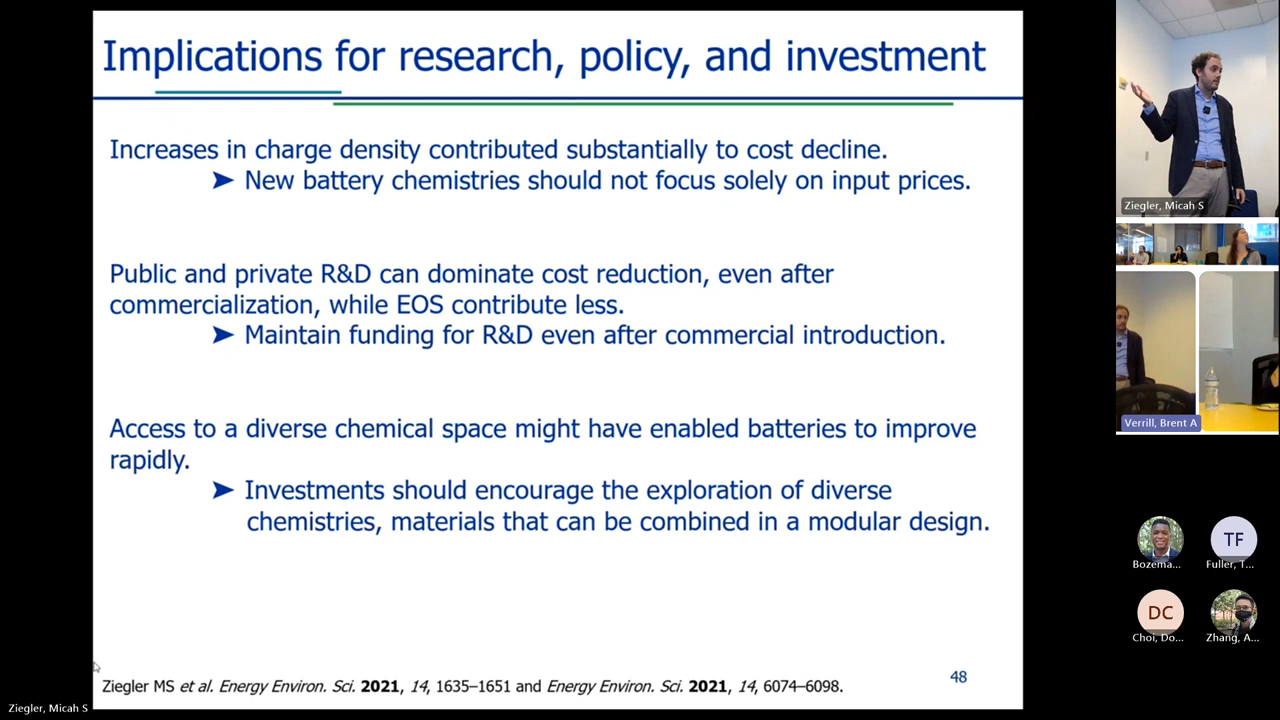 Implications for research, policy, and investment
Increases in charge density contributed substantially to cost decline.
➤ New battery chemistries should not focus solely on input prices.
Public and private R&D can dominate cost reduction, even after
commercialization, while EOS contribute less.
➤ Maintain funding for R&D even after commercial introduction.
Access to a diverse chemical space might have enabled batteries to improve
rapidly.
➤ Investments should encourage the exploration of diverse
chemistries, materials that can be combined in a modular design.
Ziegler MS et al. Energy Environ. Sci. 2021, 14, 1635–1651 and Energy Environ. Sci. 2021, 14, 6074–6098.
48
Ziegler, Micah S
Ziegler, Micah S
Verrill, Brent A
TF
Bozema...
Fuller, T...
DC
Choi, Do...
Zhang, A...